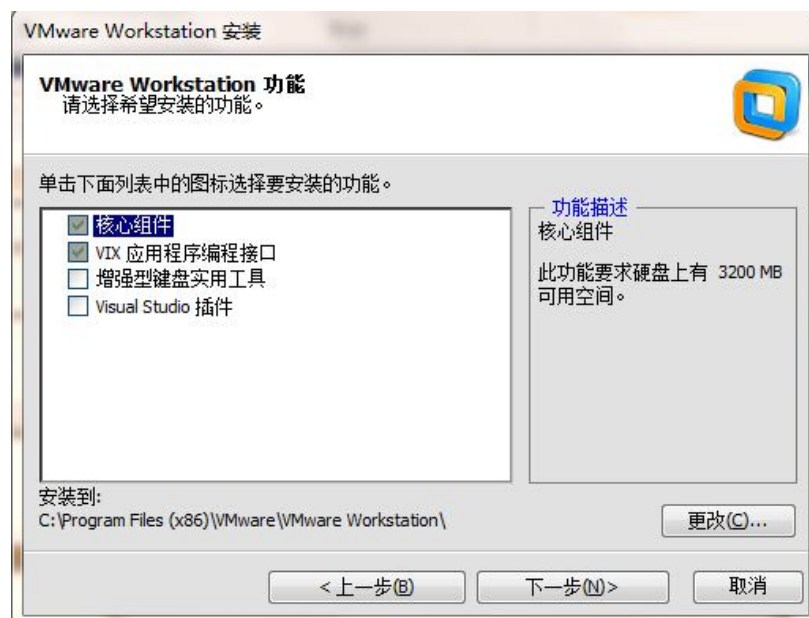 VMware Workstation 安装
VMware Workstation 功能
请选择希望安装的功能。
单击下面列表中的图标选择要安装的功能。
核心组件
VIX 应用程序编程接口
增强型键盘实用工具
Visual Studio 插件
功能描述
核心组件
此功能要求硬盘上有 3200 MB
可用空间。
安装到:
C:\Program Files (x86)\VMware\VMware Workstation\
更改(C)...
<上一步(B)
下一步(N)>
取消